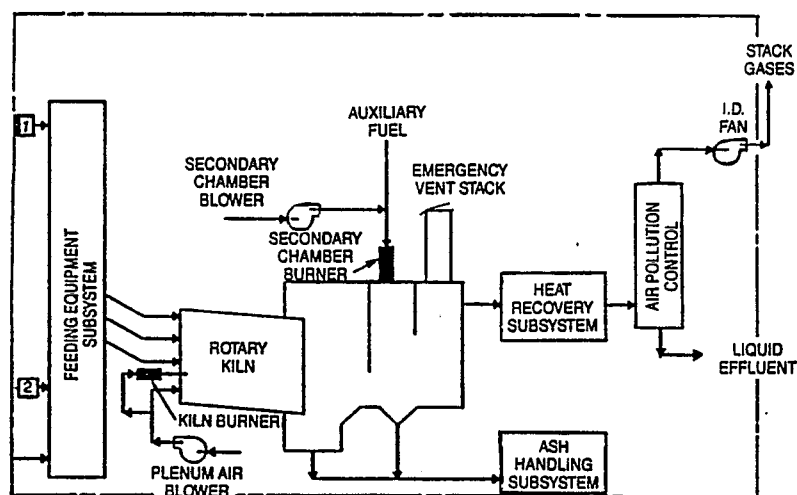 STACK
GASES
I.D.
FAN
AUXILIARY
FUEL
1
SECONDARY
CHAMBER
BLOWER
EMERGENCY
VENT STACK
SECONDARY
CHAMBER
BURNER
FEEDING EQUIPMENT
SUBSYSTEM
AIR POLLUTION
CONTROL
HEAT
RECOVERY
SUBSYSTEM
ROTARY
KILN
LIQUID
EFFLUENT
2
KILN BURNER
PLENUM AIR
BLOWER
ASH
HANDLING
SUBSYSTEM